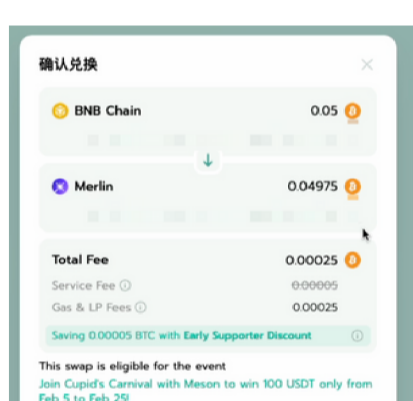 确认兑换
BNB Chain 0.05
Merlin 0.04975
Total Fee 0.00025
Service Fee 0.00005
Gas & LP Fees 0.00025
Saving 0.00005 BTC with Early Supporter Discount
This swap is eligible for the event
Join Cupid's Carnival with Meson to win 100 USDT only from
Feb 5 to Feb 25!